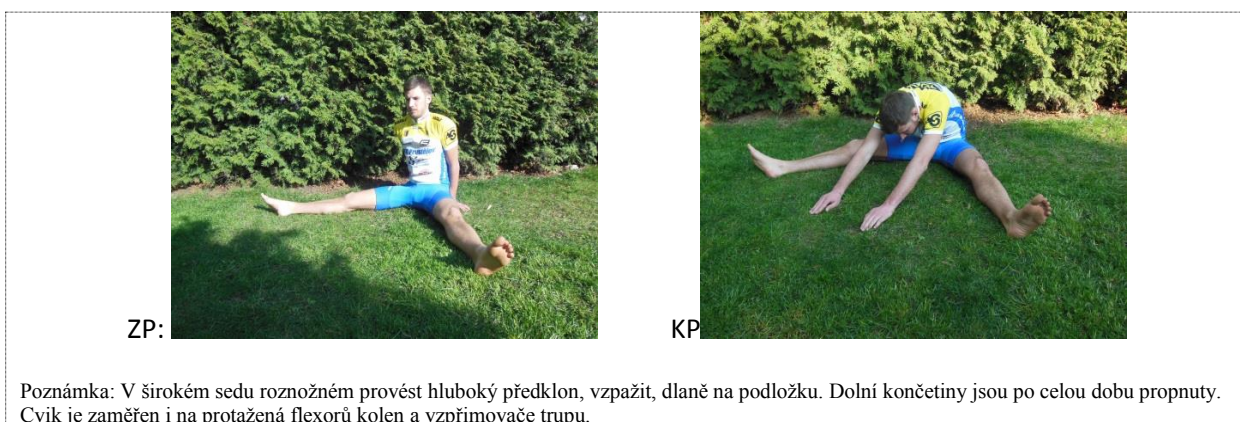 ZP:
KP
Poznámka: V širokém sedu roznožném provést hluboký předklon, vzpažit, dlaně na podložku. Dolní končetiny jsou po celou dobu propnuty.
Cvik je zaměřen i na protažená flexorů kolen a vzpřimovače trupu.